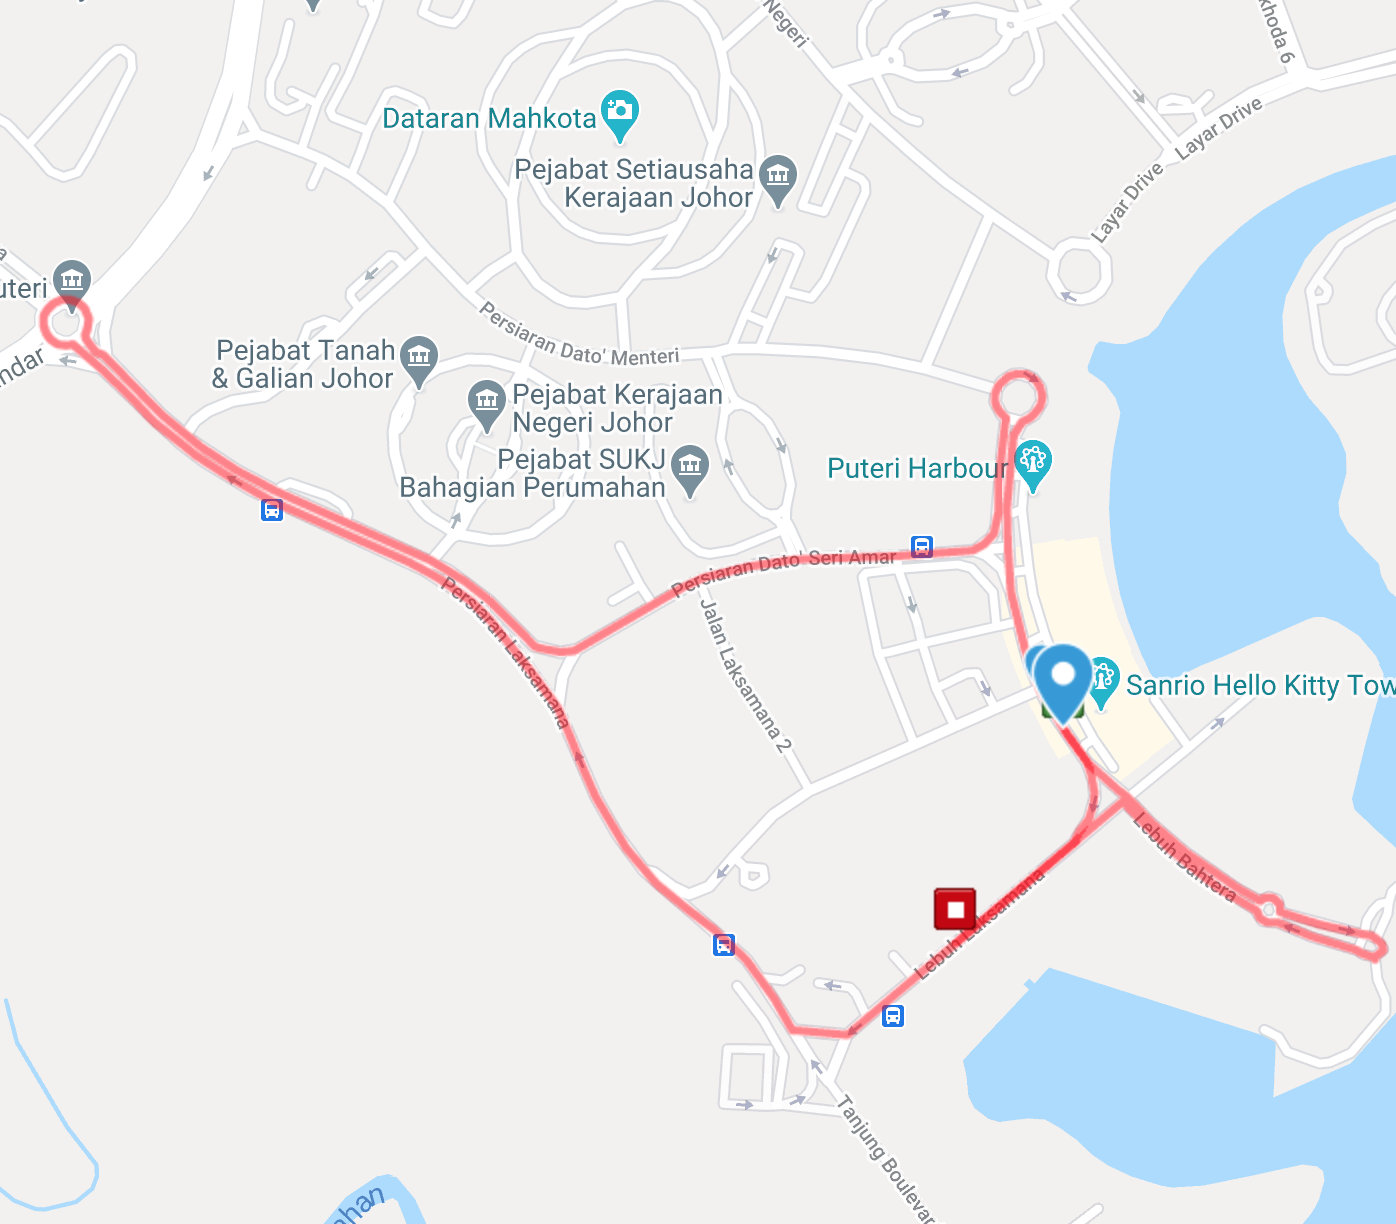 Negeri
khoda 6
Dataran Mahkota
Layar Drive
Pejabat Setiausaha
Kerajaan Johor
Layar Drive
a
uteri
Persiaran Dato' Menteri
Pejabat Tanah
& Galian Johor
ndar
Pejabat Kerajaan
Negeri Johor
Pejabat SUKJ
Bahagian Perumahan
Puteri Harbour
Persiaran Dato' Seri Amar
Persiaran Laksamana
Jalan Laksamana 2
Sanrio Hello Kitty Tow
Lebuh Bahtera
Lebuh Laksamana
Tanjung Boulevar
ahan